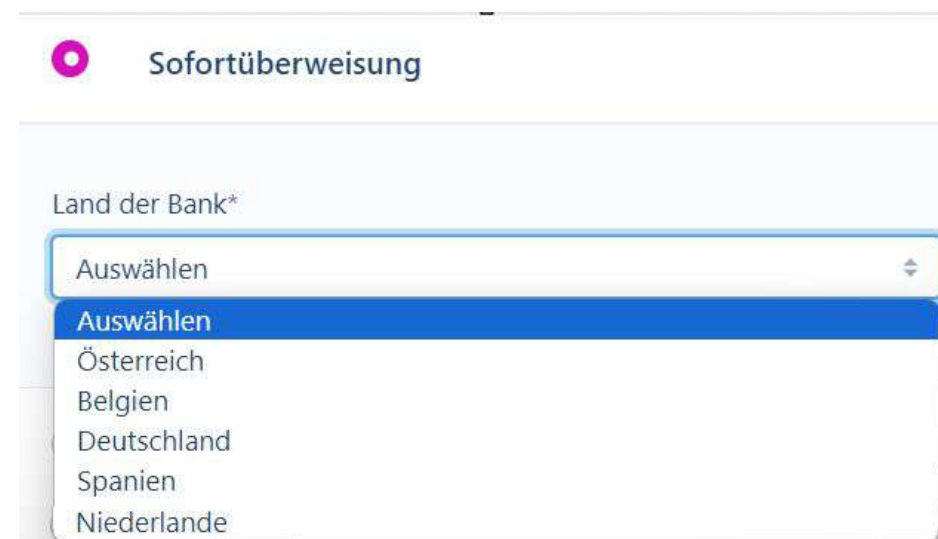 Sofortüberweisung
Land der Bank*
Auswählen
Auswählen
Österreich
Belgien
Deutschland
Spanien
Niederlande